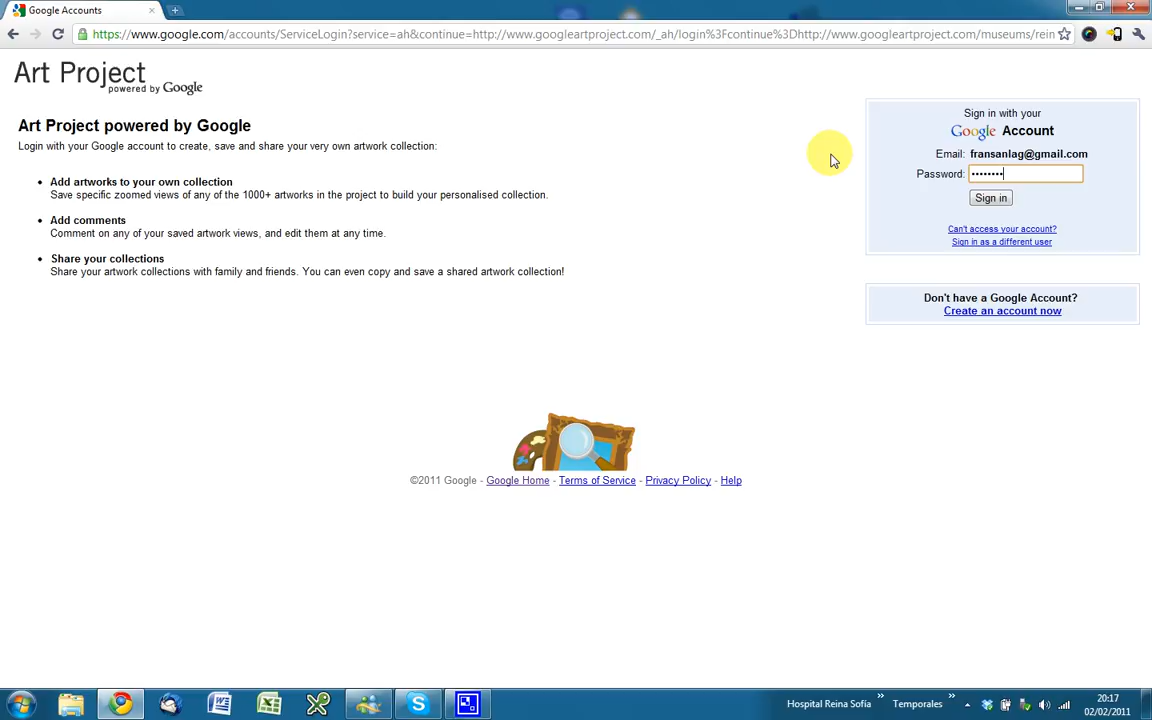 Google Accounts
https://www.google.com/accounts/ServiceLogin?service=ah&continue=http://www.googleartproject.com/_ah/login%3Fcontinue%3Dhttp://www.googleartproject.com/museums/rein
Art Project
powered by Google
Art Project powered by Google
Login with your Google account to create, save and share your very own artwork collection:
Add artworks to your own collection
Save specific zoomed views of any of the 1000+ artworks in the project to build your personalised collection.
Add comments
Comment on any of your saved artwork views, and edit them at any time.
Share your collections
Share your artwork collections with family and friends. You can even copy and save a shared artwork collection!
Sign in with your
Google Account
Email: fransanlag@gmail.com
Password: ••••••••
Sign in
Can't access your account?
Sign in as a different user
Don't have a Google Account?
Create an account now
©2011 Google - Google Home - Terms of Service - Privacy Policy - Help
Hospital Reina Sofía » Temporales » 20:17
02/02/2011